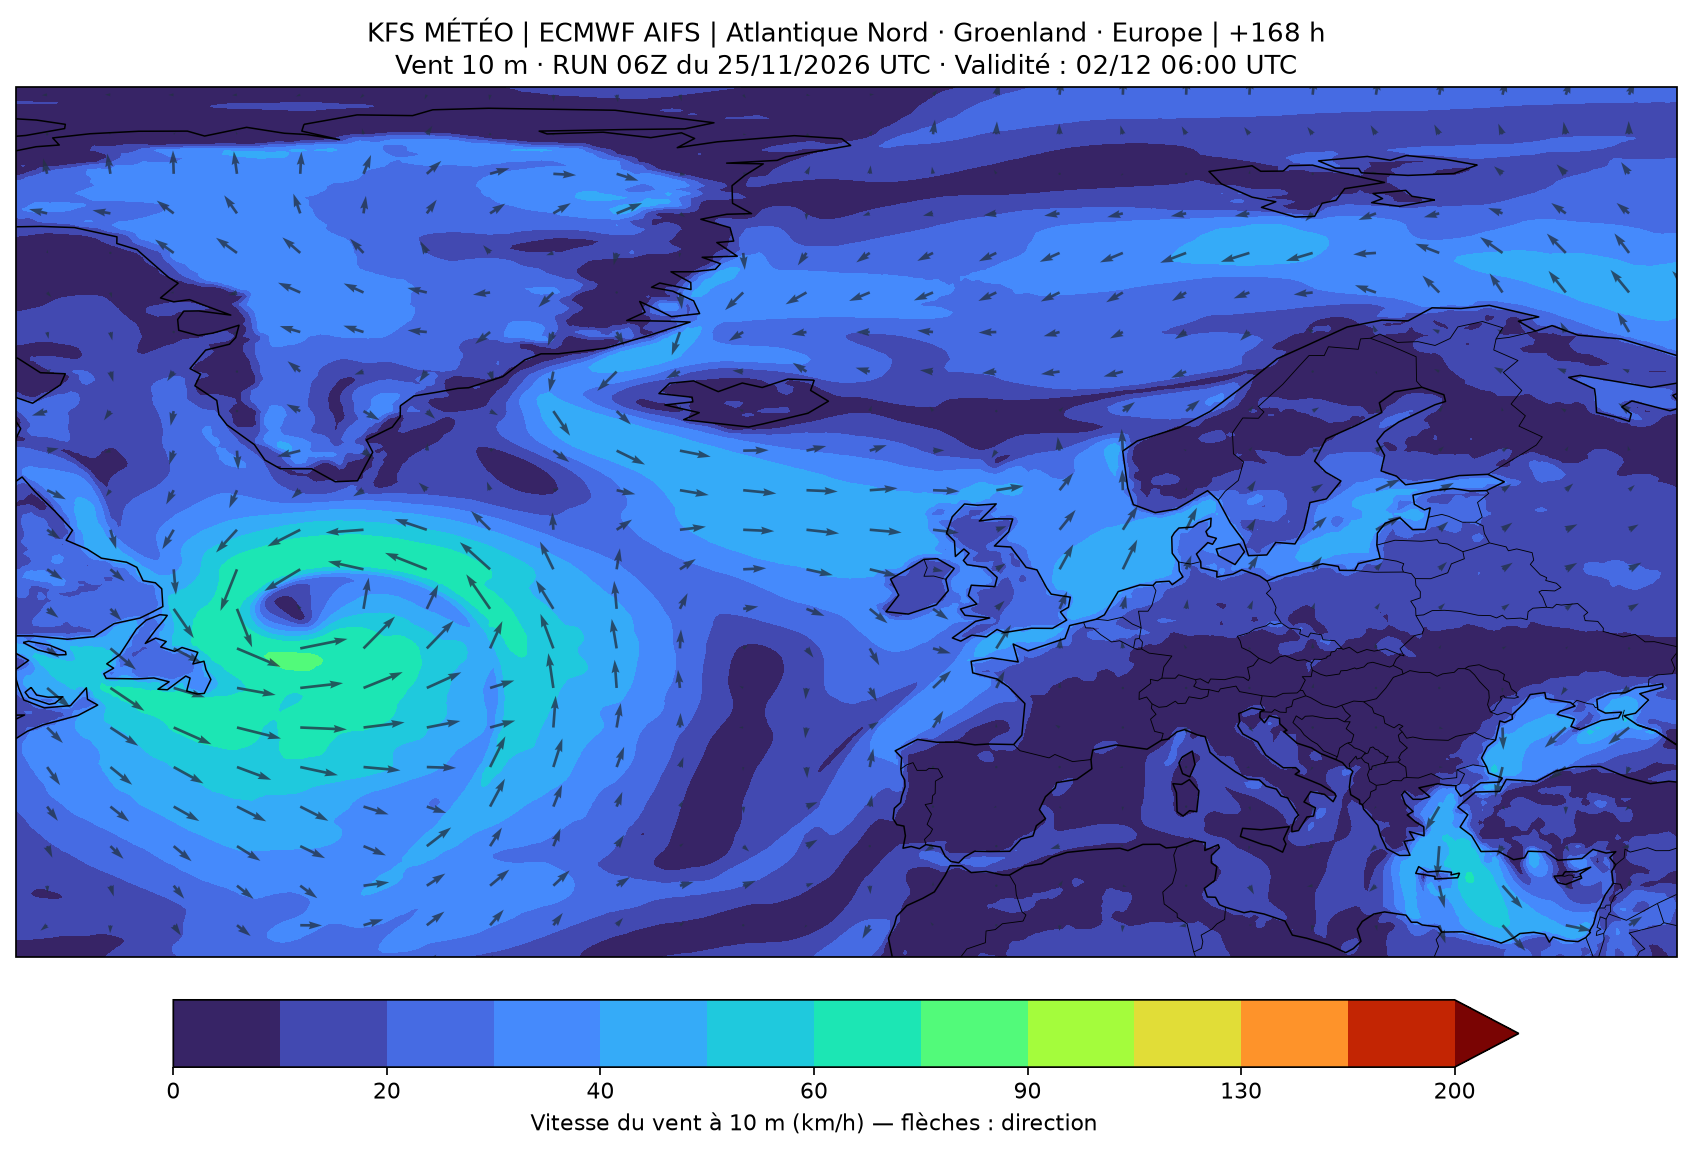 KFS MÉTÉO | ECMWF AIFS | Atlantique Nord · Groenland · Europe | +168 h
Vent 10 m · RUN 06Z du 25/11/2026 UTC · Validité : 02/12 06:00 UTC
0 20 40 60 90 130 200
Vitesse du vent à 10 m (km/h) — flèches : direction